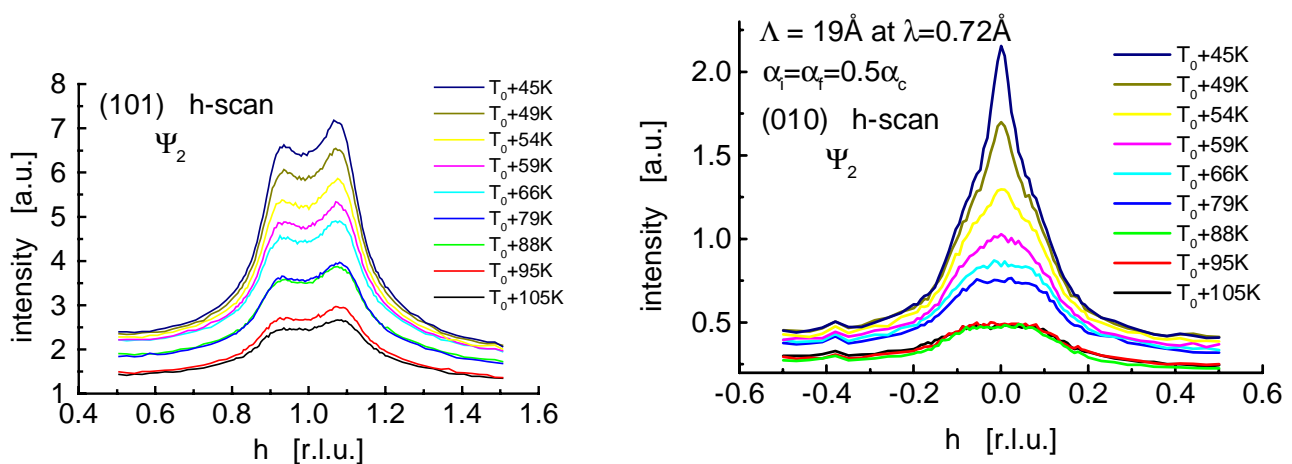 (101) h-scan
Ψ₂
T₀+45K
T₀+49K
T₀+54K
T₀+59K
T₀+66K
T₀+79K
T₀+88K
T₀+95K
T₀+105K
8
7
6
5
4
3
2
1
intensity [a.u.]
0.4 0.6 0.8 1.0 1.2 1.4 1.6
h [r.l.u.]
Λ = 19Å at λ=0.72Å
αᵢ=α_f=0.5α_c
(010) h-scan
Ψ₂
T₀+45K
T₀+49K
T₀+54K
T₀+59K
T₀+66K
T₀+79K
T₀+88K
T₀+95K
T₀+105K
2.0
1.5
1.0
0.5
intensity [a.u.]
-0.6 -0.4 -0.2 -0.0 0.2 0.4 0.6
h [r.l.u.]